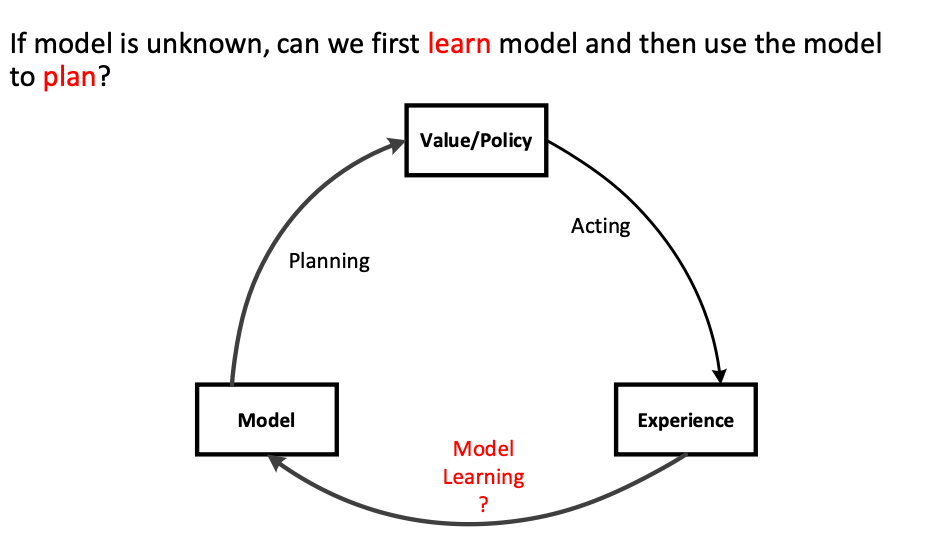 If model is unknown, can we first learn model and then use the model
to plan?
Value/Policy
Acting
Planning
Model
Experience
Model
Learning
?